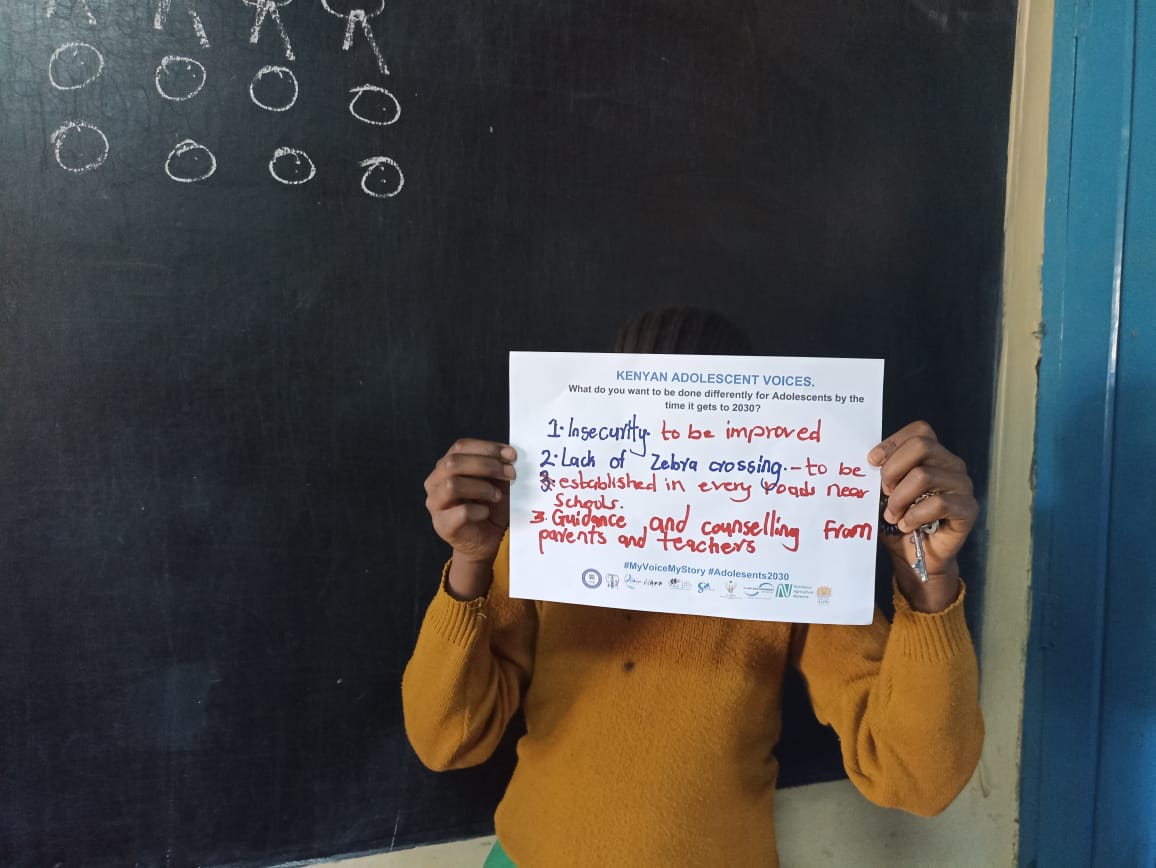 KENYAN ADOLESCENT VOICES.
What do you want to be done differently for Adolescents by the
time it gets to 2030?
1. Insecurity to be improved
2. Lack of Zebra crossing. - to be
established in every roads near
Schools.
3. Guidance and counselling from
parents and teachers
#MyVoiceMyStory #Adolesents2030